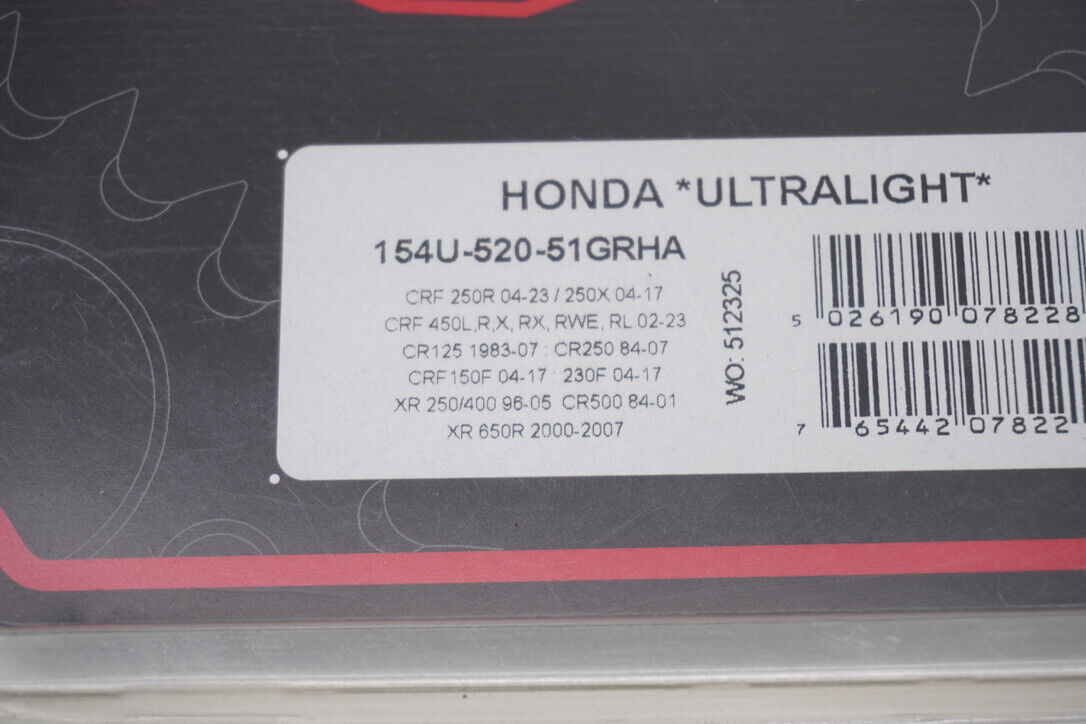 HONDA *ULTRALIGHT*
154U-520-51GRHA
CRF 250R 04-23 / 250X 04-17
CRF 450L,R,X, RX, RWE, RL 02-23
CR125 1983-07 : CR250 84-07
CRF150F 04-17 : 230F 04-17
XR 250/400 96-05 CR500 84-01
XR 650R 2000-2007
WO: 512325
5 026190 078228
7 65442 07822